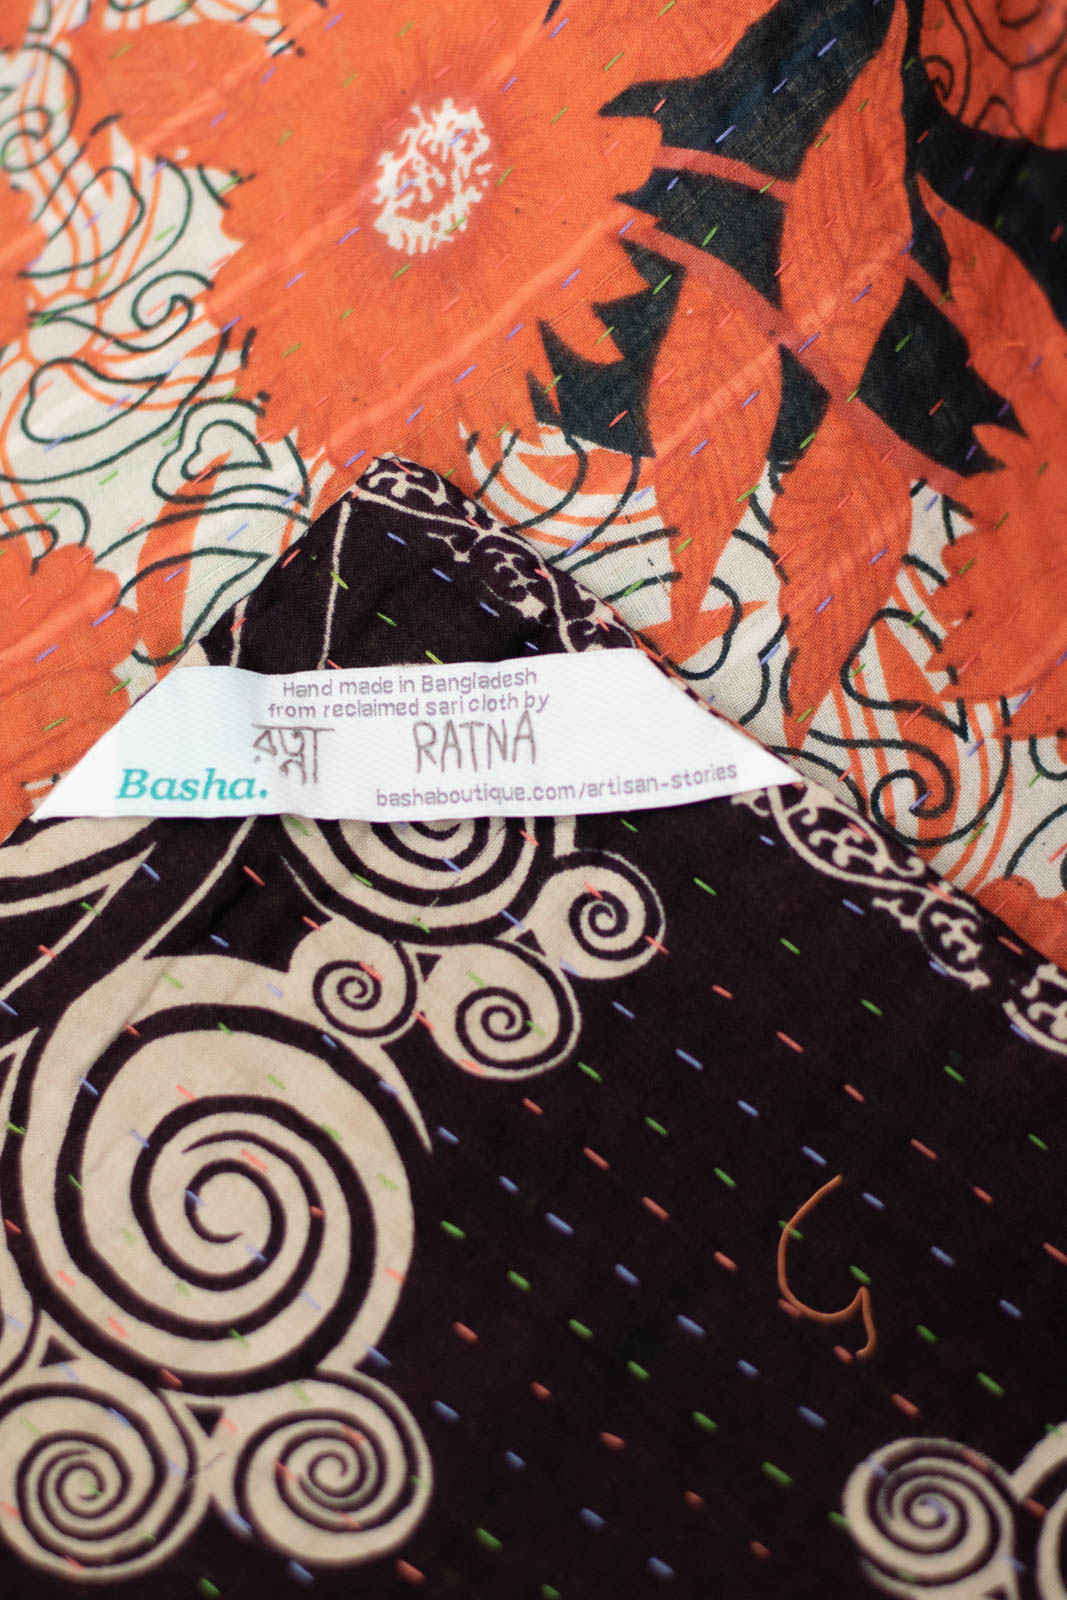 Hand made in Bangladesh
from reclaimed sari cloth by
রত্না RATNA
Basha.
bashaboutique.com/artisan-stories